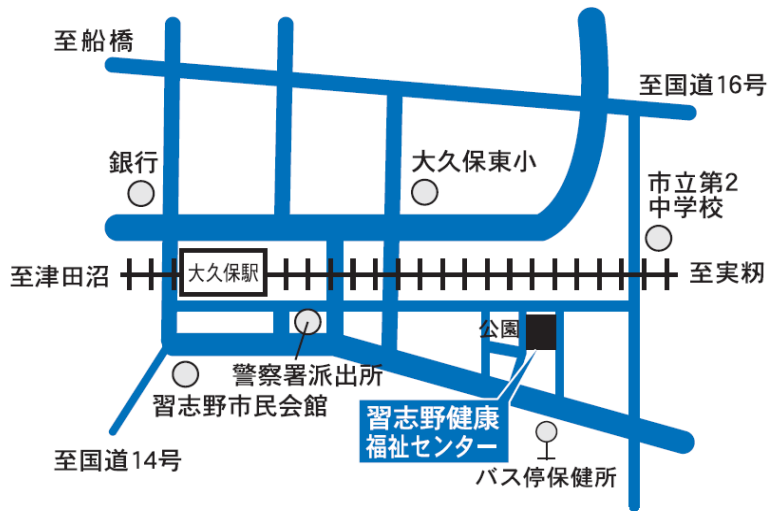 至船橋
至国道16号
銀行
大久保東小
市立第2
中学校
至津田沼
大久保駅
至実籾
公園
警察署派出所
習志野市民会館
習志野健康
福祉センター
至国道14号
バス停保健所